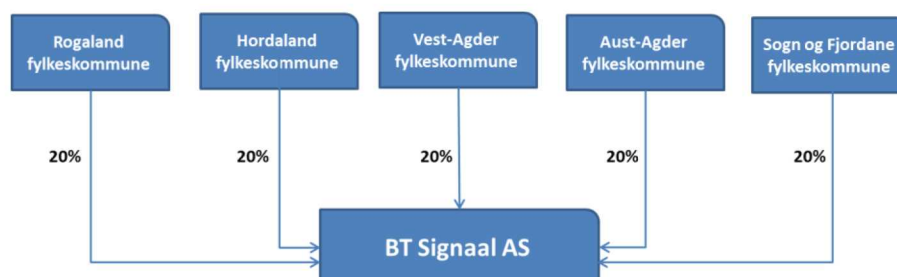 Rogaland
fylkeskommune
Hordaland
fylkeskommune
Vest-Agder
fylkeskommune
Aust-Agder
fylkeskommune
Sogn og Fjordane
fylkeskommune
20%
20%
20%
20%
20%
BT Signaal AS